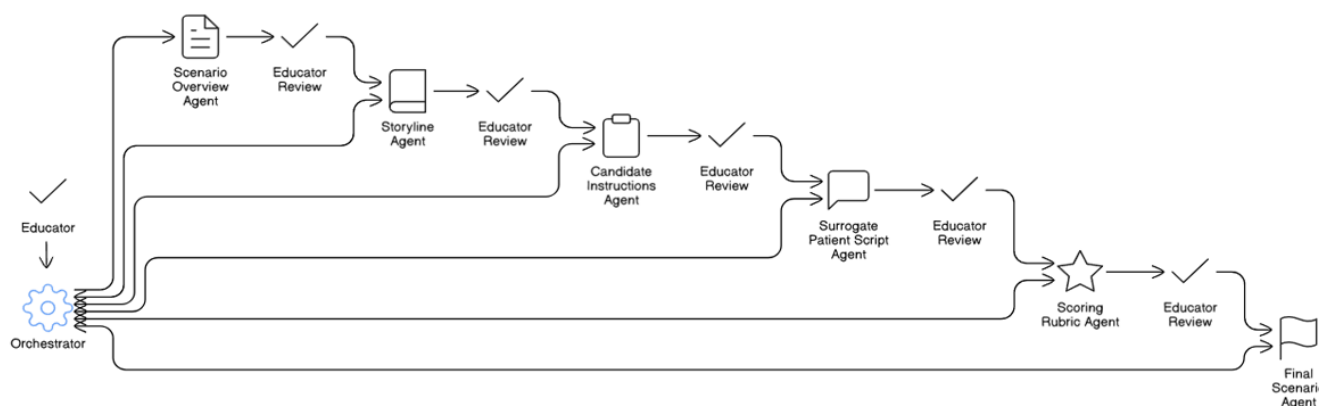 Scenario
Overview
Agent
Educator
Review
Storyline
Agent
Educator
Review
Candidate
Instructions
Agent
Educator
Review
Surrogate
Patient Script
Agent
Educator
Review
Educator
Scoring
Rubric Agent
Educator
Review
Orchestrator
Final
Scenario
Agent